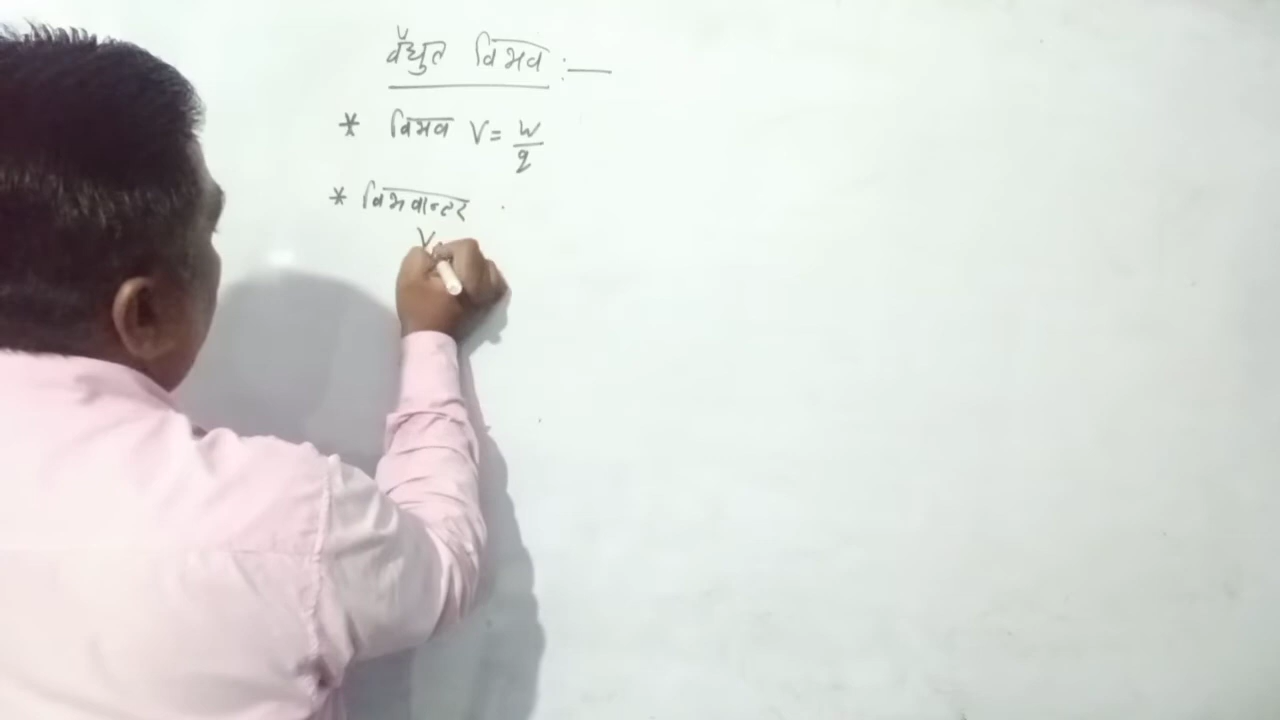 वैद्युत विभव :—
* विभव V = W/q
* विभवान्तर
V